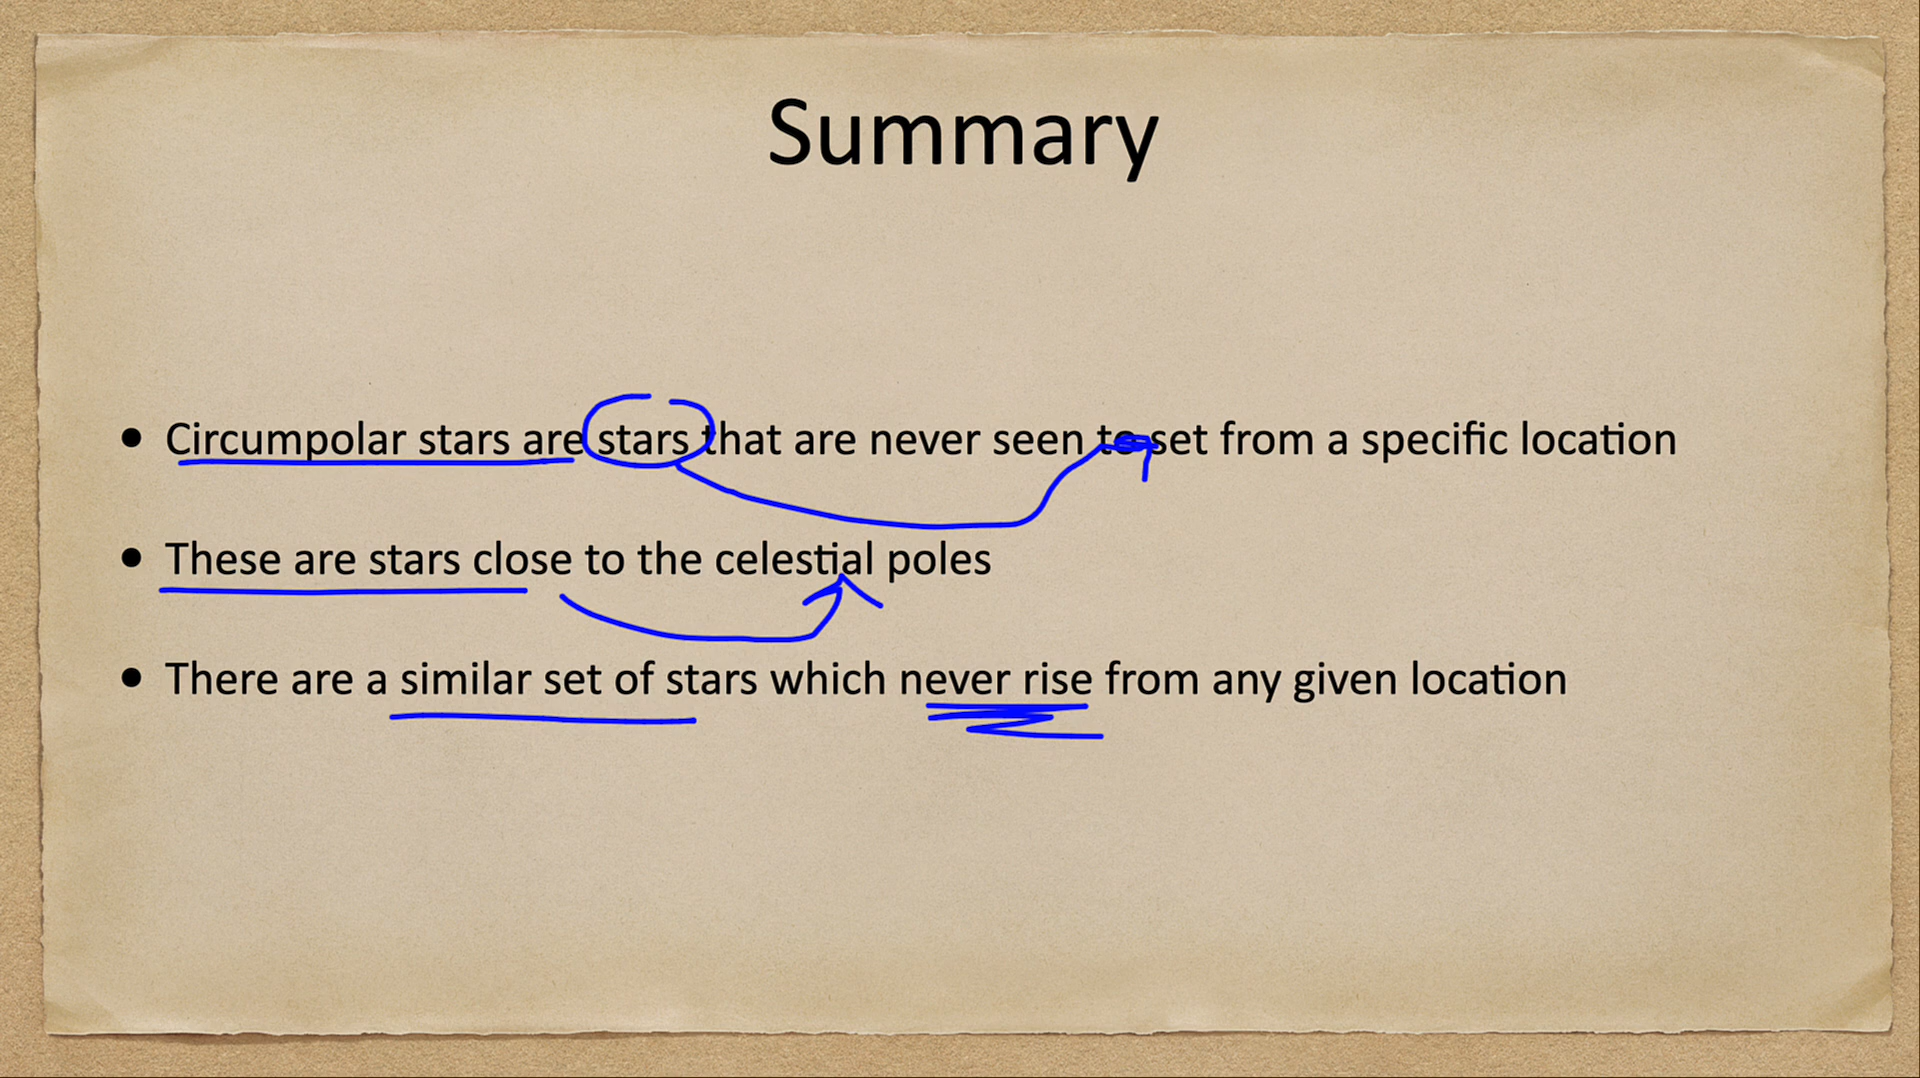 Summary
• Circumpolar stars are stars that are never seen to set from a specific location
• These are stars close to the celestial poles
• There are a similar set of stars which never rise from any given location